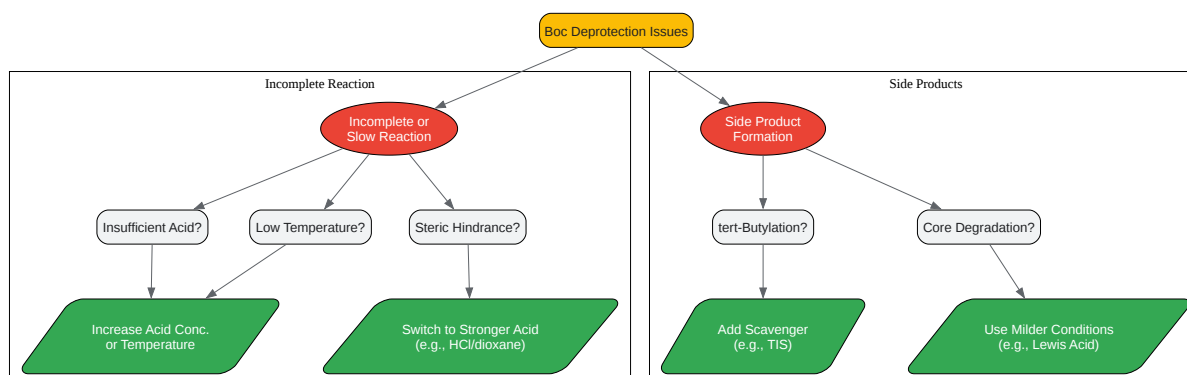 Boc Deprotection Issues
Incomplete Reaction
Side Products
Incomplete or
Slow Reaction
Side Product
Formation
Insufficient Acid?
Low Temperature?
Steric Hindrance?
tert-Butylation?
Core Degradation?
Increase Acid Conc.
or Temperature
Switch to Stronger Acid
(e.g., HCl/dioxane)
Add Scavenger
(e.g., TIS)
Use Milder Conditions
(e.g., Lewis Acid)